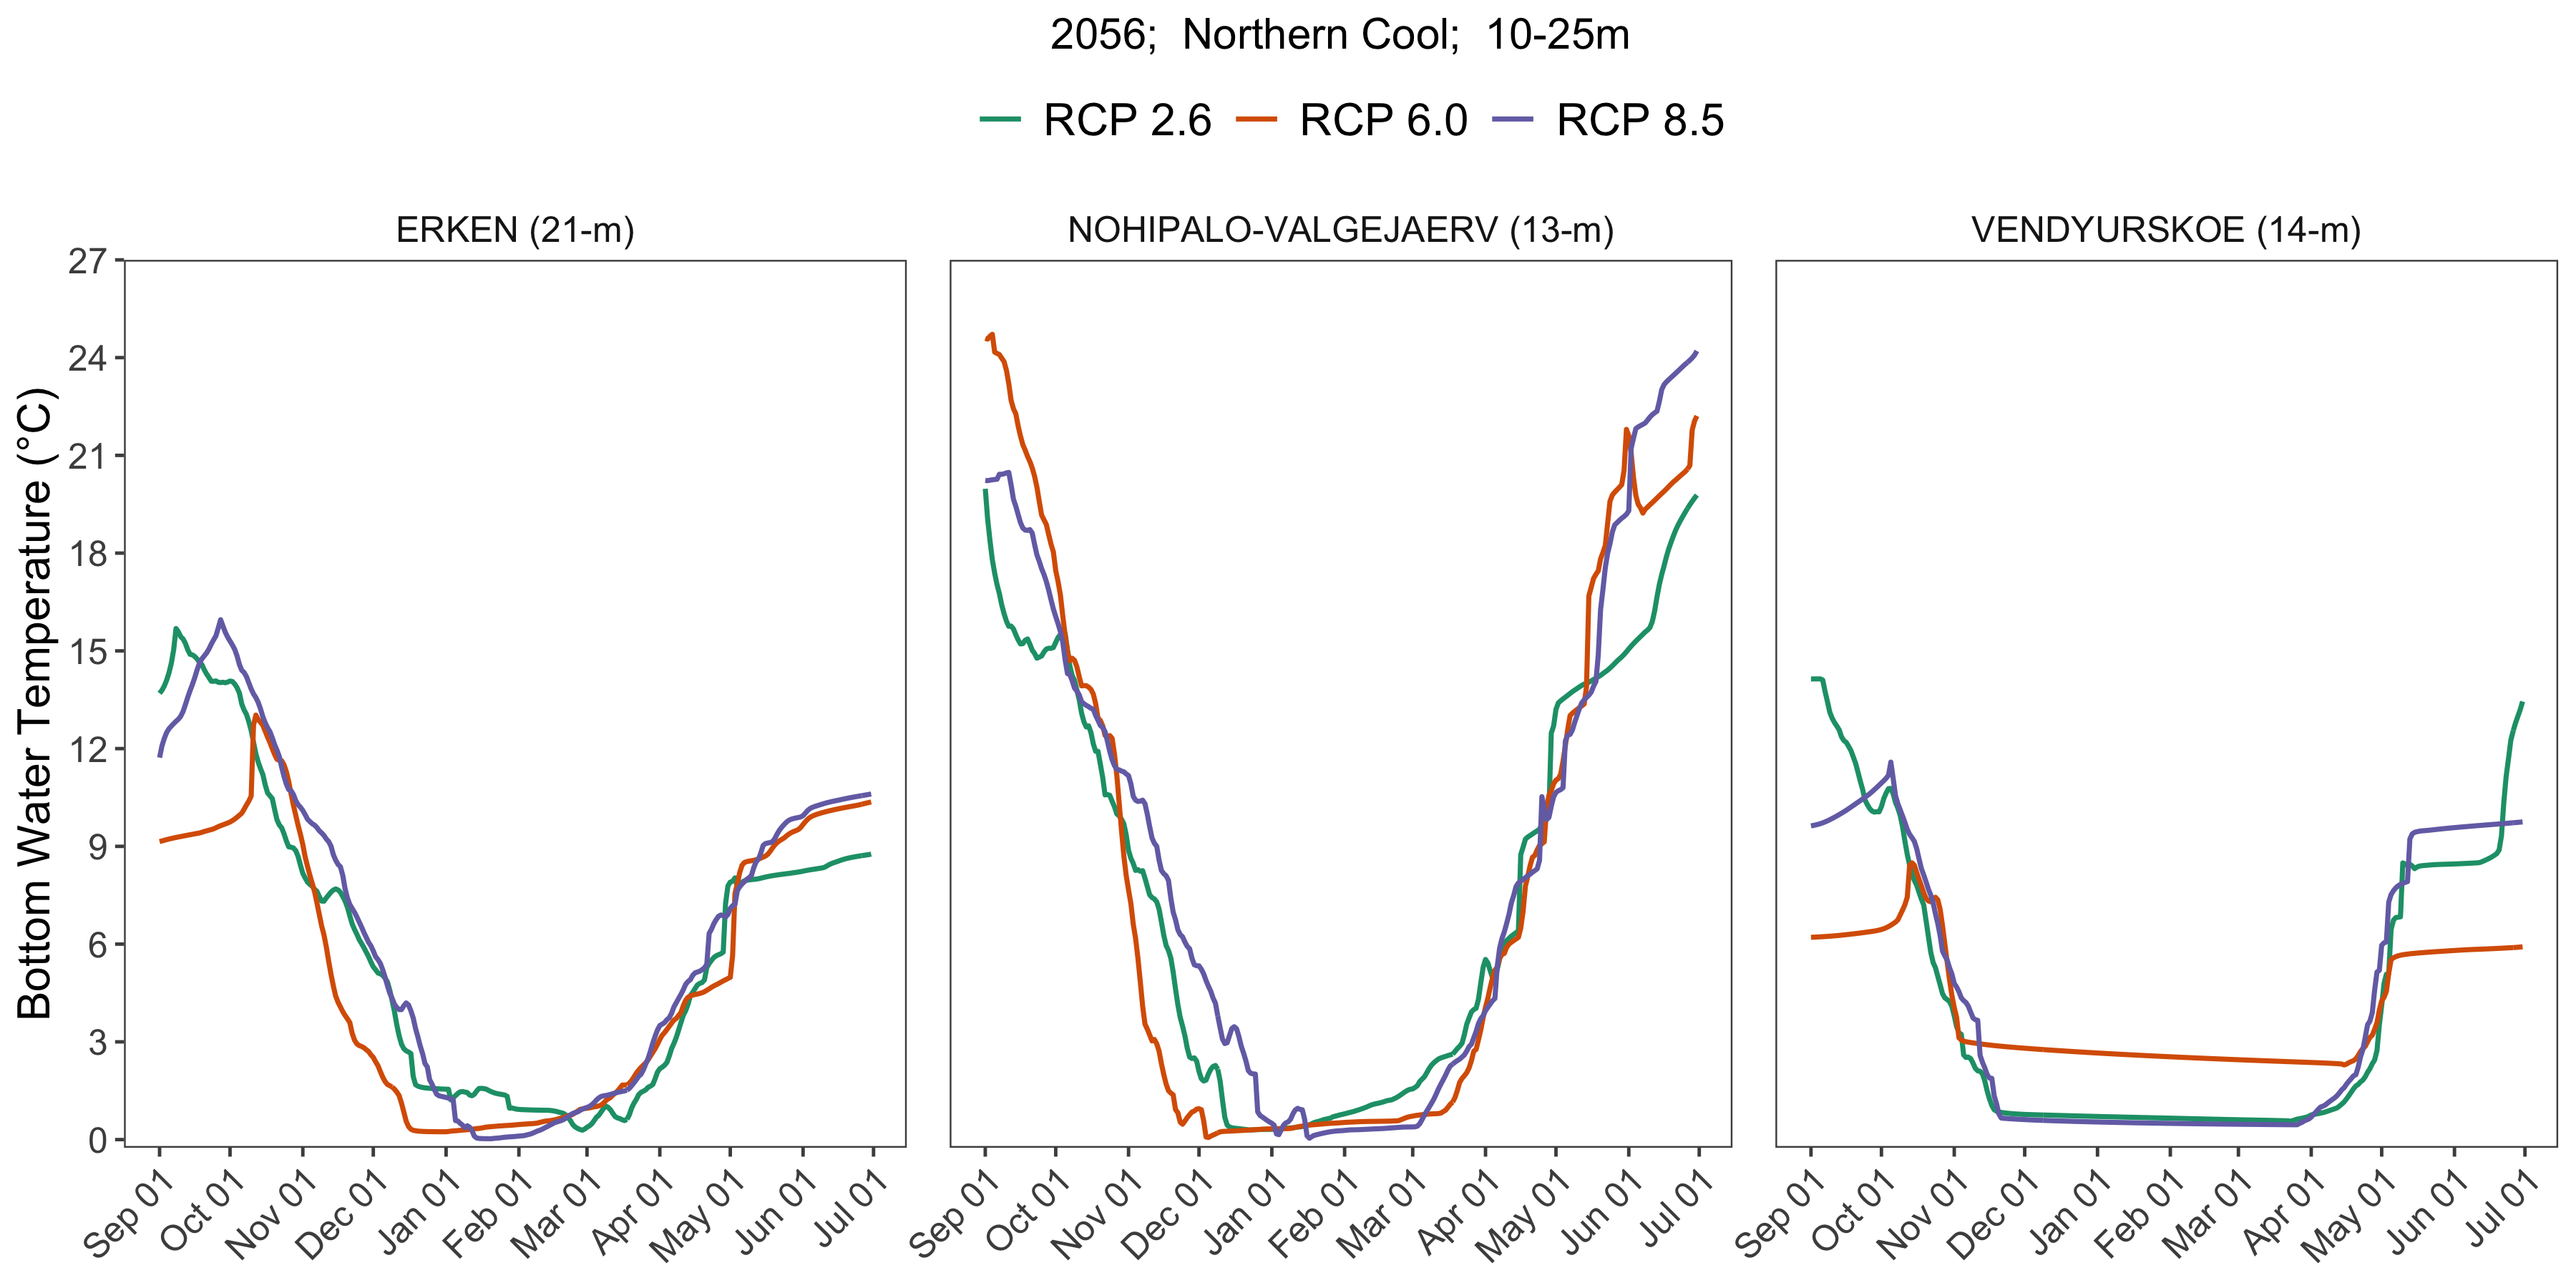 2056;  Northern Cool;  10-25m
RCP 2.6 RCP 6.0 RCP 8.5
ERKEN (21-m) NOHIPALO-VALGEJAERV (13-m) VENDYURSKOE (14-m)
Bottom Water Temperature (°C)
27
24
21
18
15
12
9
6
3
0
Sep 01 Oct 01 Nov 01 Dec 01 Jan 01 Feb 01 Mar 01 Apr 01 May 01 Jun 01 Jul 01 Sep 01 Oct 01 Nov 01 Dec 01 Jan 01 Feb 01 Mar 01 Apr 01 May 01 Jun 01 Jul 01 Sep 01 Oct 01 Nov 01 Dec 01 Jan 01 Feb 01 Mar 01 Apr 01 May 01 Jun 01 Jul 01